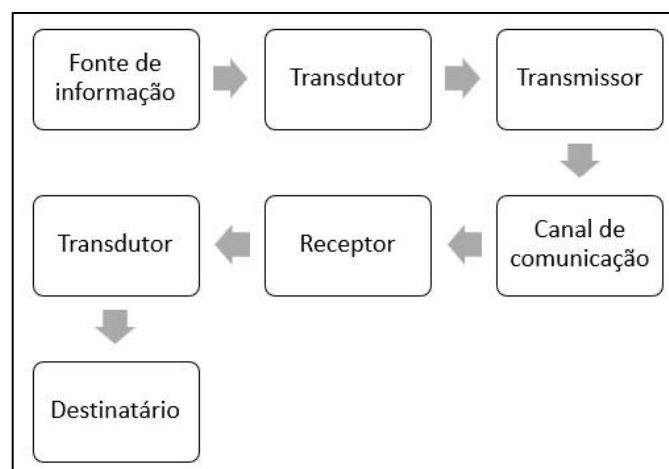 Fonte de
informação
Transdutor
Transmissor
Canal de
comunicação
Receptor
Transdutor
Destinatário